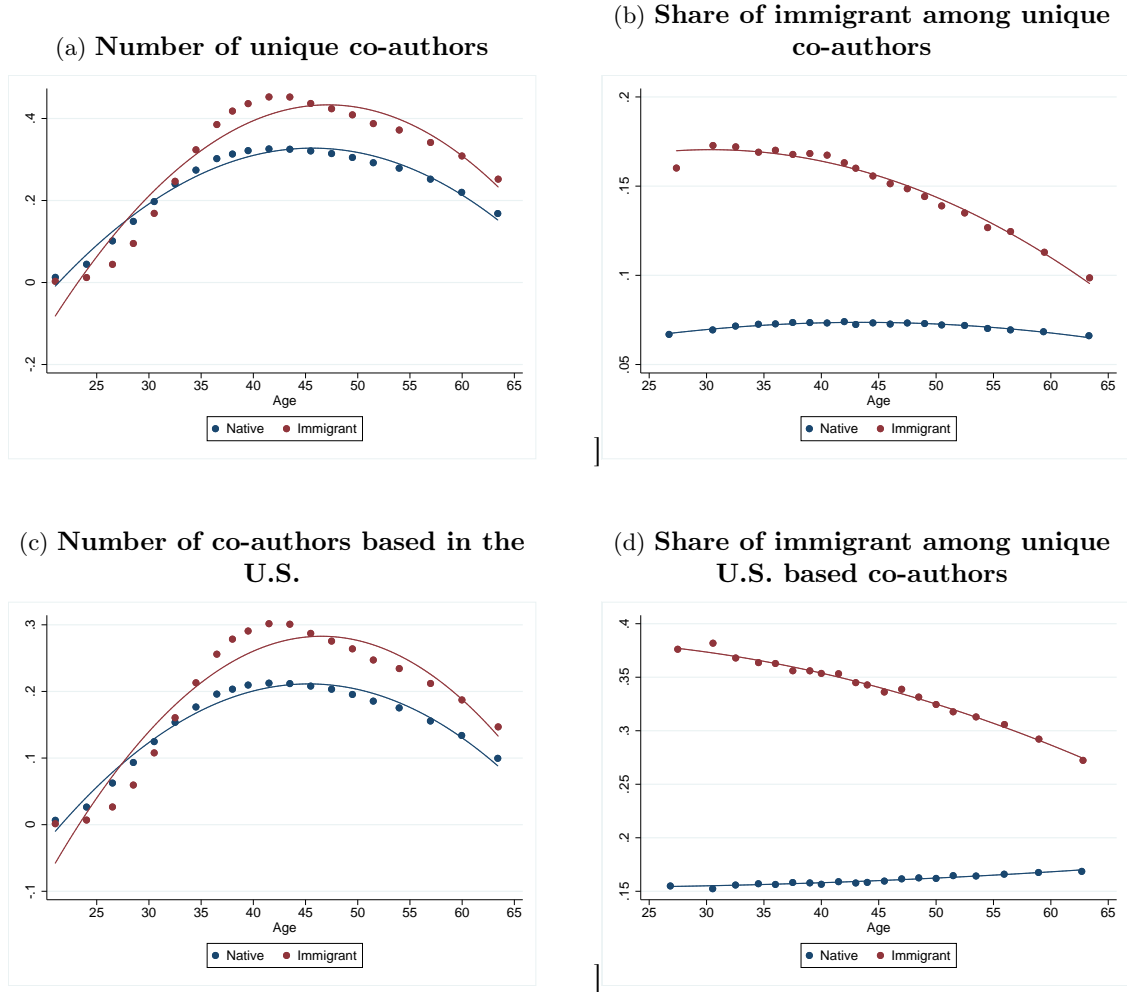 (a) Number of unique co-authors
.4
.2
0
-.2
25 30 35 40 45 50 55 60 65
Age
Native Immigrant
(b) Share of immigrant among unique
co-authors
.2
.15
.1
.05
25 30 35 40 45 50 55 60 65
Age
Native Immigrant
]
(c) Number of co-authors based in the
U.S.
.3
.2
.1
0
-.1
25 30 35 40 45 50 55 60 65
Age
Native Immigrant
(d) Share of immigrant among unique
U.S. based co-authors
.4
.35
.3
.25
.2
.15
25 30 35 40 45 50 55 60 65
Age
Native Immigrant
]